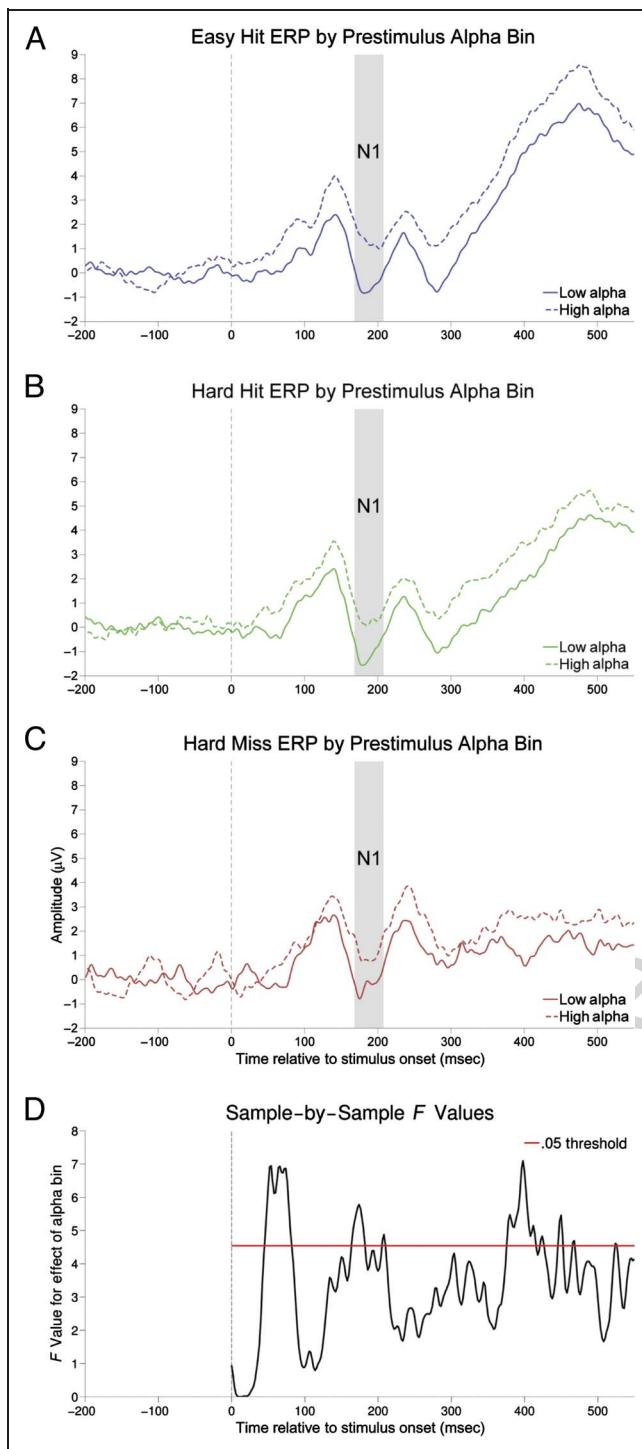 A
Easy Hit ERP by Prestimulus Alpha Bin
9
8
7
6
5
4
3
2
1
0
−1
−2
N1
Low alpha
High alpha
−200 −100 0 100 200 300 400 500
B
Hard Hit ERP by Prestimulus Alpha Bin
9
8
7
6
5
4
3
2
1
0
−1
−2
N1
Low alpha
High alpha
−200 −100 0 100 200 300 400 500
C
Hard Miss ERP by Prestimulus Alpha Bin
Amplitude (µV)
9
8
7
6
5
4
3
2
1
0
−1
−2
N1
Low alpha
High alpha
−200 −100 0 100 200 300 400 500
Time relative to stimulus onset (msec)
D
Sample−by−Sample F Values
F Value for effect of alpha bin
8
7
6
5
4
3
2
1
0
.05 threshold
−200 −100 0 100 200 300 400 500
Time relative to stimulus onset (msec)